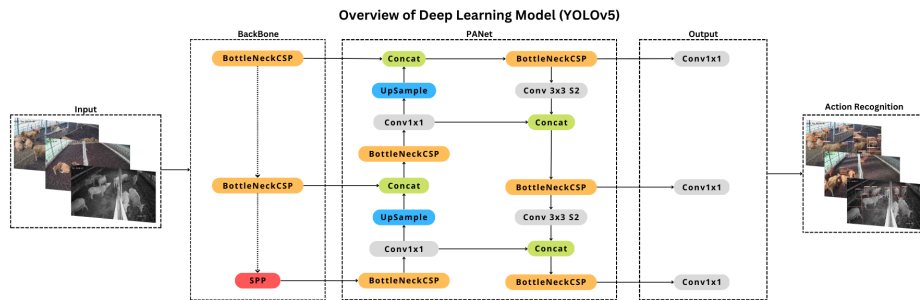 Overview of Deep Learning Model (YOLOv5)
BackBone
PANet
Output
BottleNeckCSP
Concat
BottleNeckCSP
Conv1x1
UpSample
Conv 3x3 S2
Input
Action Recognition
Conv1x1
Concat
BottleNeckCSP
BottleNeckCSP
Concat
BottleNeckCSP
Conv1x1
UpSample
Conv 3x3 S2
Conv1x1
Concat
SPP
BottleNeckCSP
BottleNeckCSP
Conv1x1